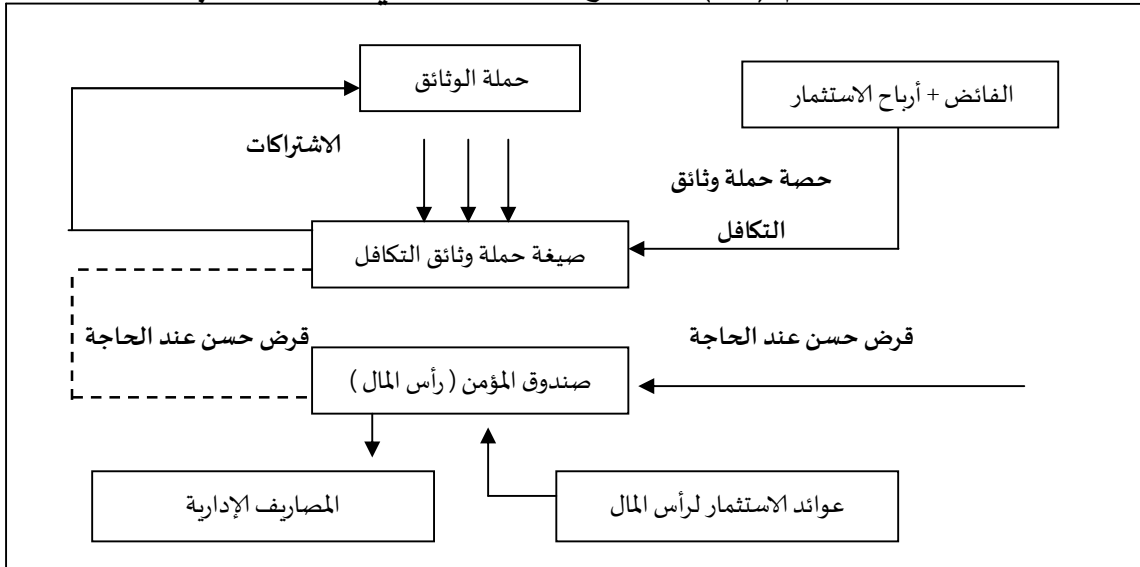 حملة الوثائق
الفائض + أرباح الاستثمار
الاشتراكات
حصة حملة وثائق
التكافل
صيغة حملة وثائق التكافل
قرض حسن عند الحاجة
قرض حسن عند الحاجة
صندوق المؤمن ( رأس المال )
عوائد الاستثمار لرأس المال
المصاريف الإدارية